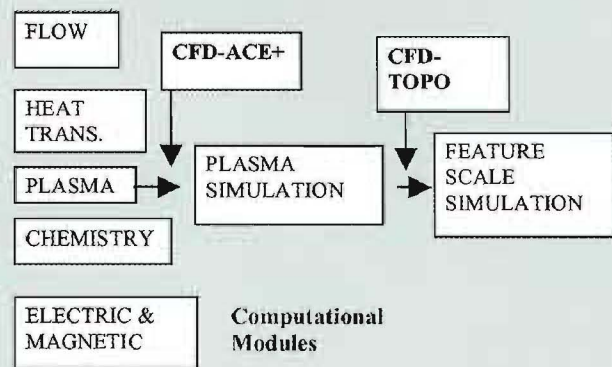 FLOW
CFD-ACE+
CFD-
TOPO
HEAT
TRANS.
PLASMA
PLASMA
SIMULATION
FEATURE
SCALE
SIMULATION
CHEMISTRY
ELECTRIC &
MAGNETIC
Computational
Modules